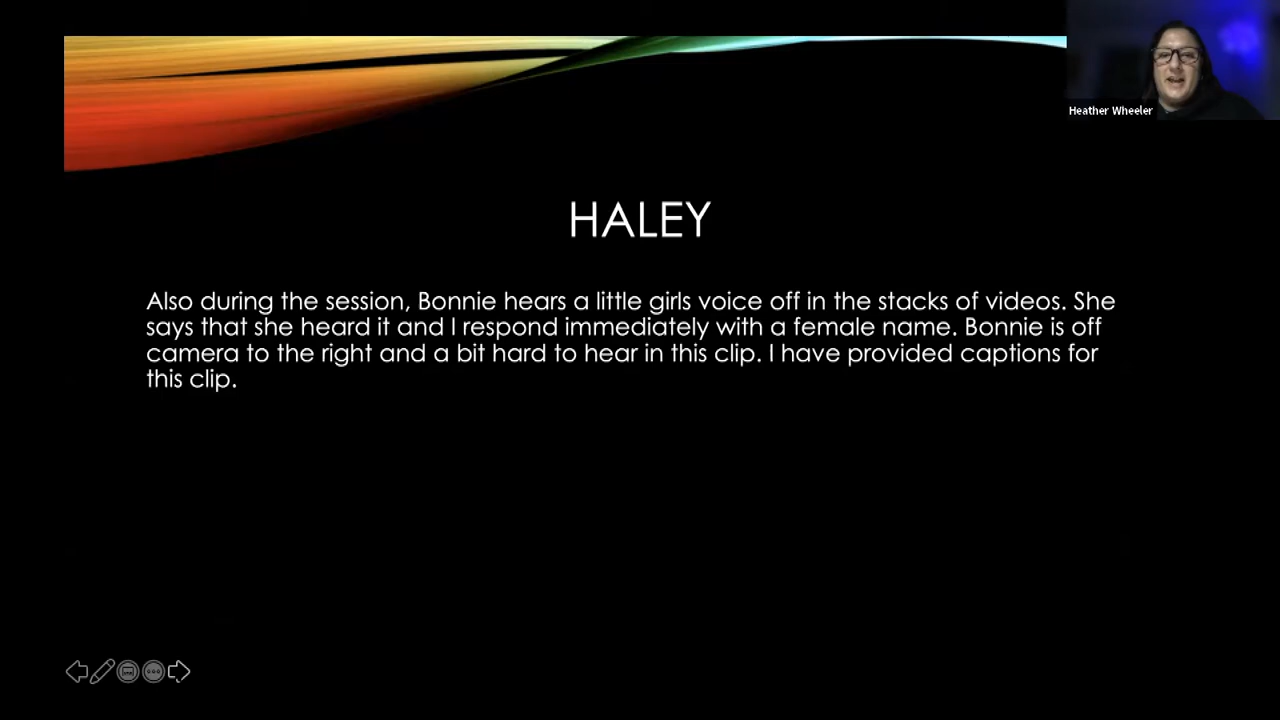 Heather Wheeler
HALEY
Also during the session, Bonnie hears a little girls voice off in the stacks of videos. She
says that she heard it and I respond immediately with a female name. Bonnie is off
camera to the right and a bit hard to hear in this clip. I have provided captions for
this clip.